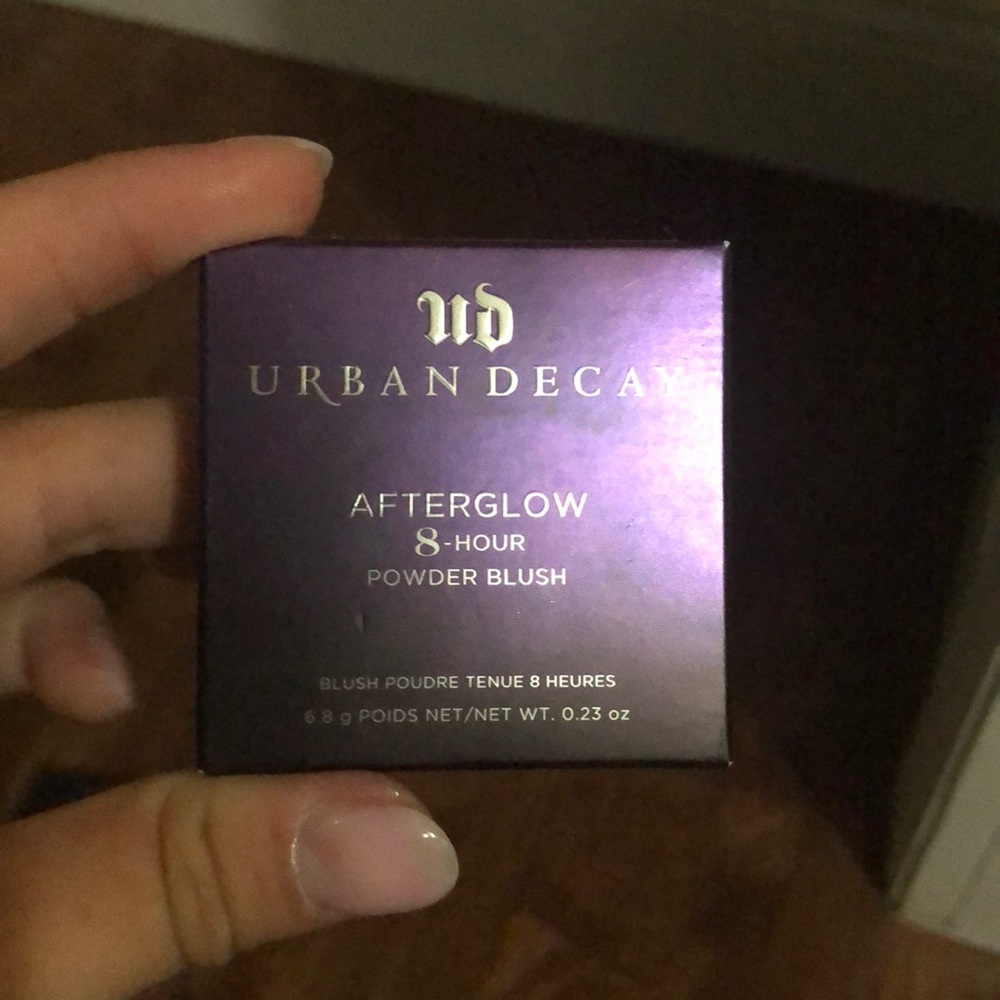 ud
URBAN DECAY
AFTERGLOW
8-HOUR
POWDER BLUSH
BLUSH POUDRE TENUE 8 HEURES
6.8 g POIDS NET/NET WT. 0.23 oz